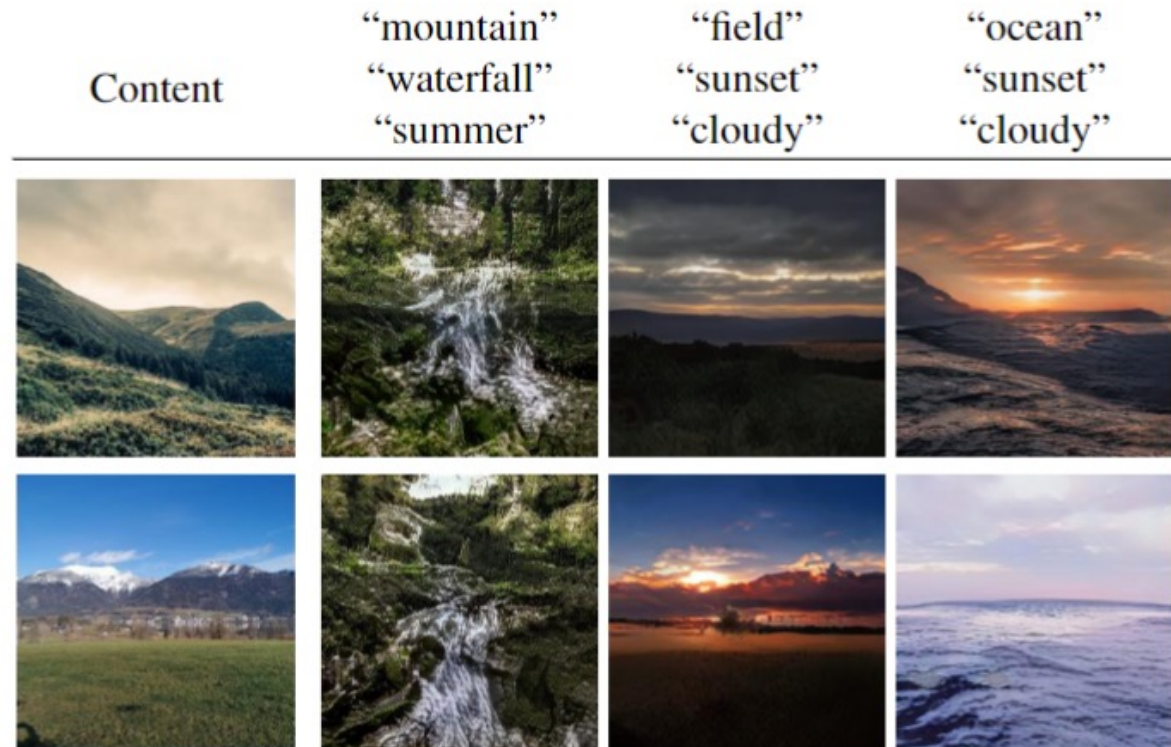 Content
“mountain”
“waterfall”
“summer”
“field”
“sunset”
“cloudy”
“ocean”
“sunset”
“cloudy”